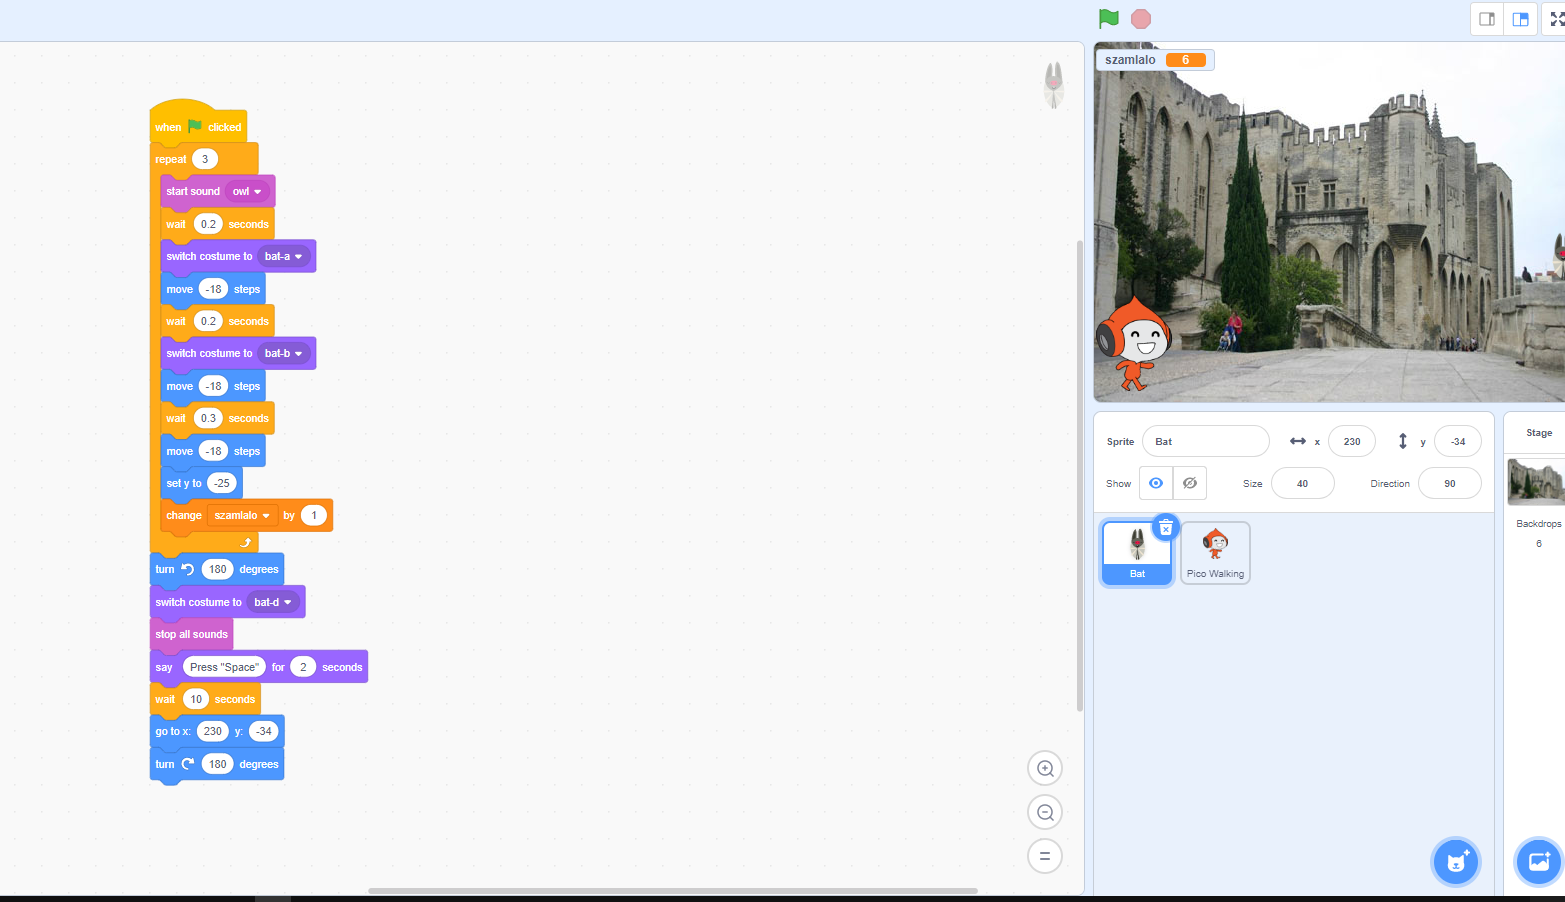 szamlalo 6
when clicked
repeat 3
start sound owl
wait 0.2 seconds
switch costume to bat-a
move -18 steps
wait 0.2 seconds
switch costume to bat-b
move -18 steps
wait 0.3 seconds
move -18 steps
set y to -25
change szamlalo by 1
turn 180 degrees
switch costume to bat-d
stop all sounds
say Press "Space" for 2 seconds
wait 10 seconds
go to x: 230 y: -34
turn 180 degrees
Sprite Bat x 230 y -34
Show Size 40 Direction 90
Bat
Pico Walking
Stage
Backdrops
6